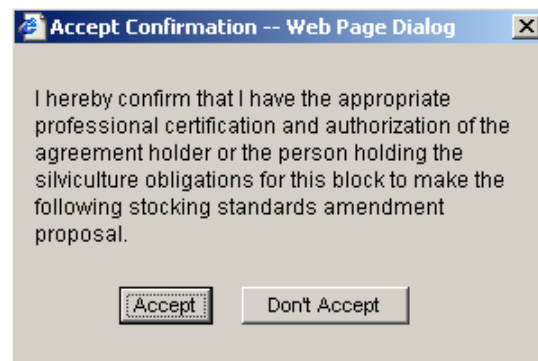 Accept Confirmation -- Web Page Dialog
I hereby confirm that I have the appropriate
professional certification and authorization of the
agreement holder or the person holding the
silviculture obligations for this block to make the
following stocking standards amendment
proposal.
Accept Don't Accept